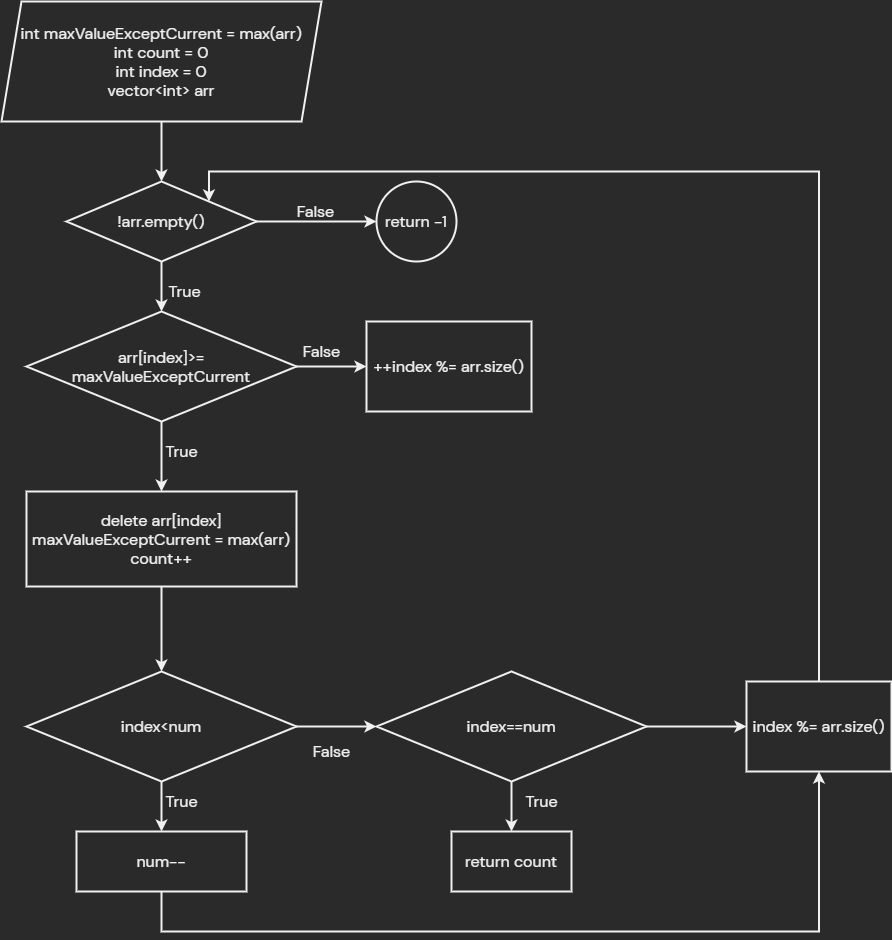 int maxValueExceptCurrent = max(arr)
int count = 0
int index = 0
vector<int> arr
!arr.empty()
False
return -1
True
arr[index]>=
maxValueExceptCurrent
False
++index %= arr.size()
True
delete arr[index]
maxValueExceptCurrent = max(arr)
count++
index<num
False
index==num
index %= arr.size()
True
True
num--
return count